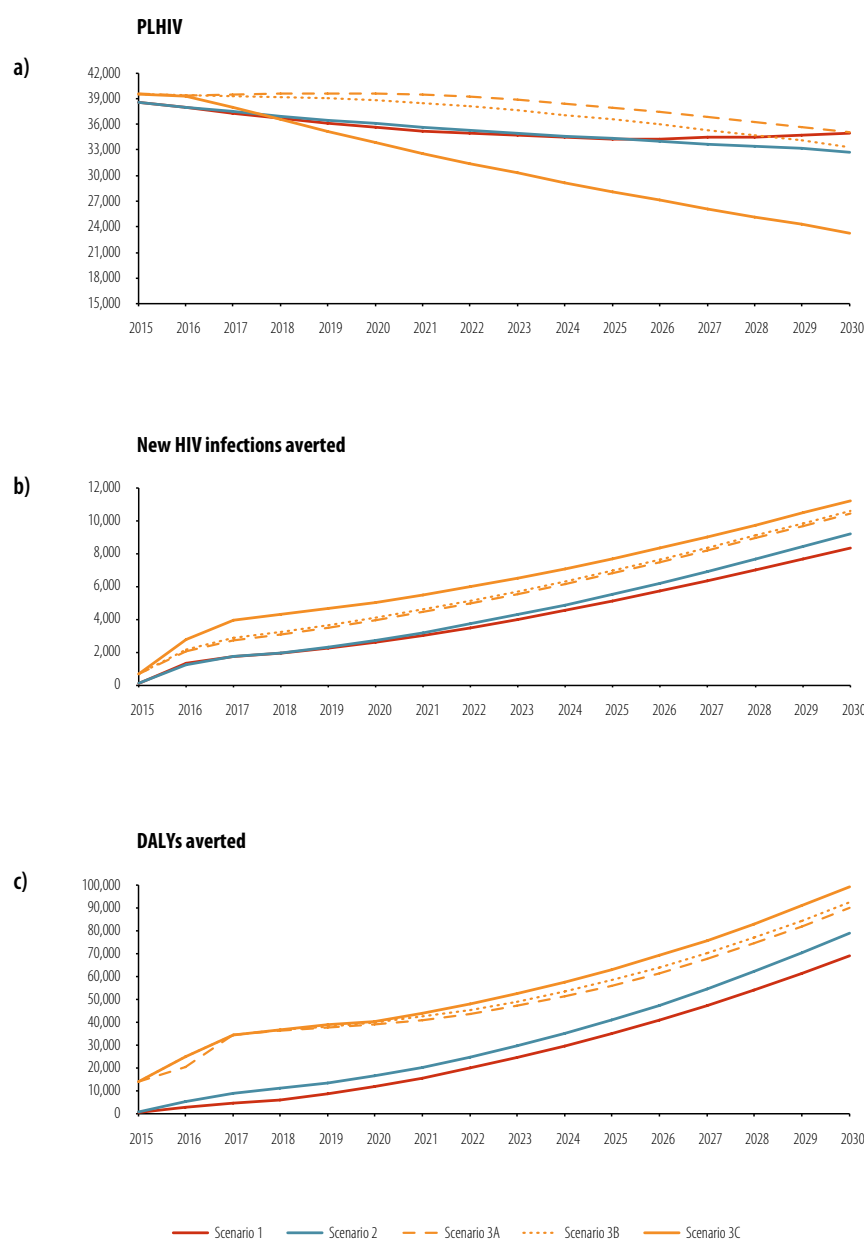 PLHIV
a)
42,000
39,000
36,000
33,000
30,000
27,000
24,000
21,000
18,000
15,000
2015 2016 2017 2018 2019 2020 2021 2022 2023 2024 2025 2026 2027 2028 2029 2030
New HIV infections averted
b)
12,000
10,000
8,000
6,000
4,000
2,000
0
2015 2016 2017 2018 2019 2020 2021 2022 2023 2024 2025 2026 2027 2028 2029 2030
DALYs averted
c)
100,000
90,000
80,000
70,000
60,000
50,000
40,000
30,000
20,000
10,000
0
2015 2016 2017 2018 2019 2020 2021 2022 2023 2024 2025 2026 2027 2028 2029 2030
Scenario 1 Scenario 2 Scenario 3A Scenario 3B Scenario 3C